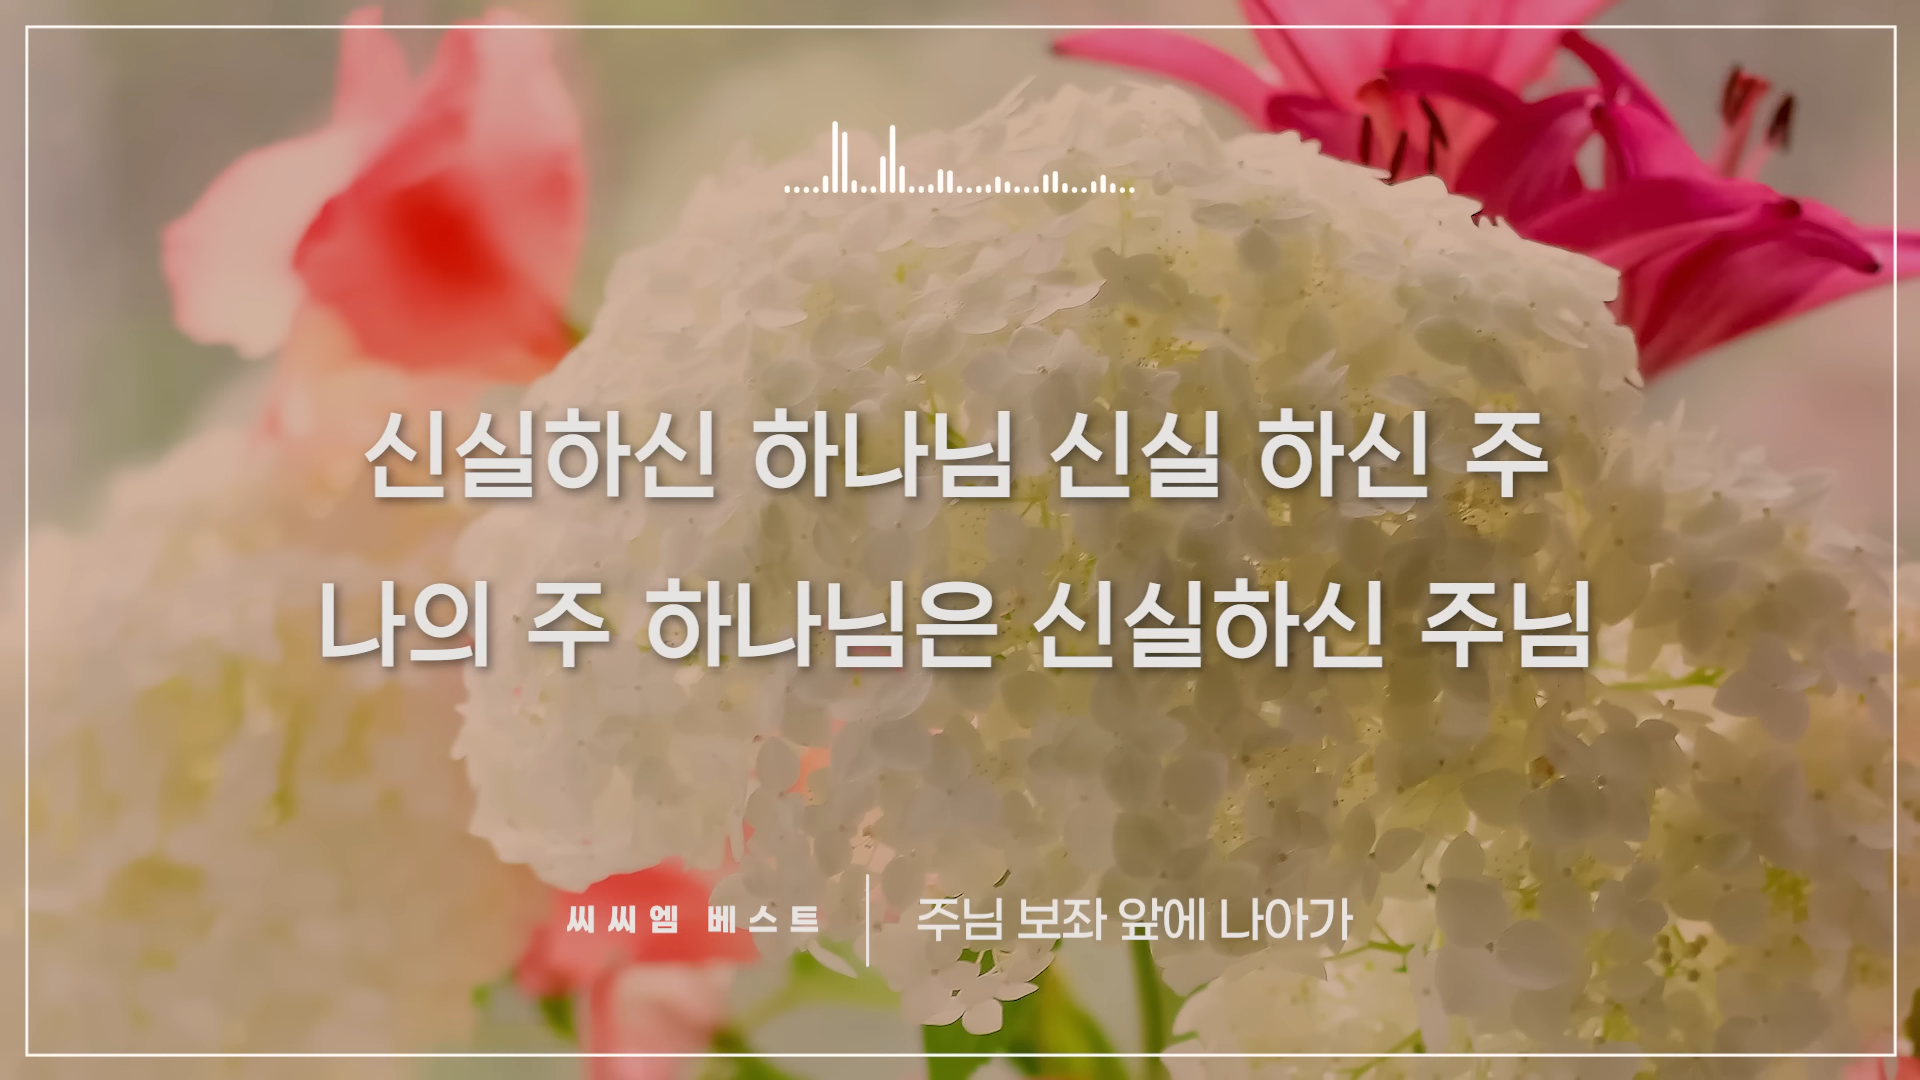 신실하신 하나님 신실 하신 주
나의 주 하나님은 신실하신 주님
씨씨엠 베스트 | 주님 보좌 앞에 나아가